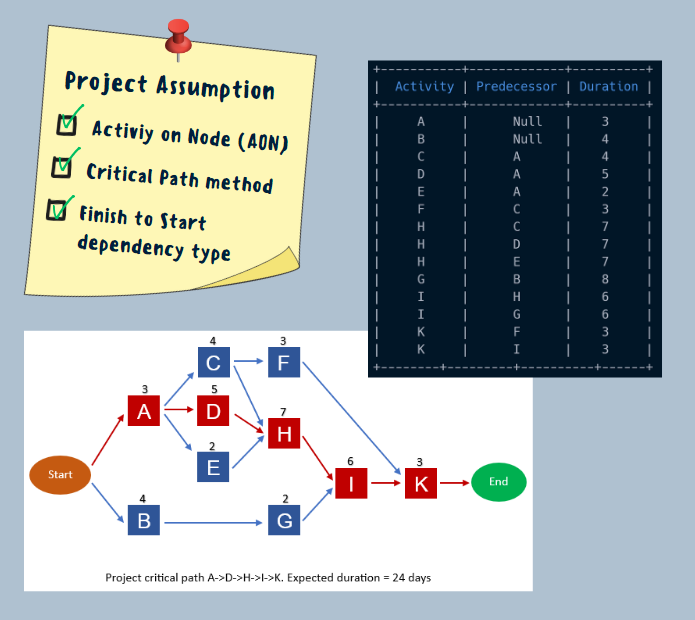 Project Assumption
Activiy on Node (AON)
Critical Path method
Finish to Start
dependency type
+-----------+-------------+----------+
| Activity | Predecessor | Duration |
+-----------+-------------+----------+
| A | Null | 3 |
| B | Null | 4 |
| C | A | 4 |
| D | A | 5 |
| E | A | 2 |
| F | C | 3 |
| H | C | 7 |
| H | D | 7 |
| H | E | 7 |
| G | B | 8 |
| I | H | 6 |
| I | G | 6 |
| K | F | 3 |
| K | I | 3 |
+--------+---------+----------+------+
4
C
3
F
3
A
5
D
7
H
2
E
Start
6
I
3
K
End
4
B
2
G
Project critical path A->D->H->I->K. Expected duration = 24 days